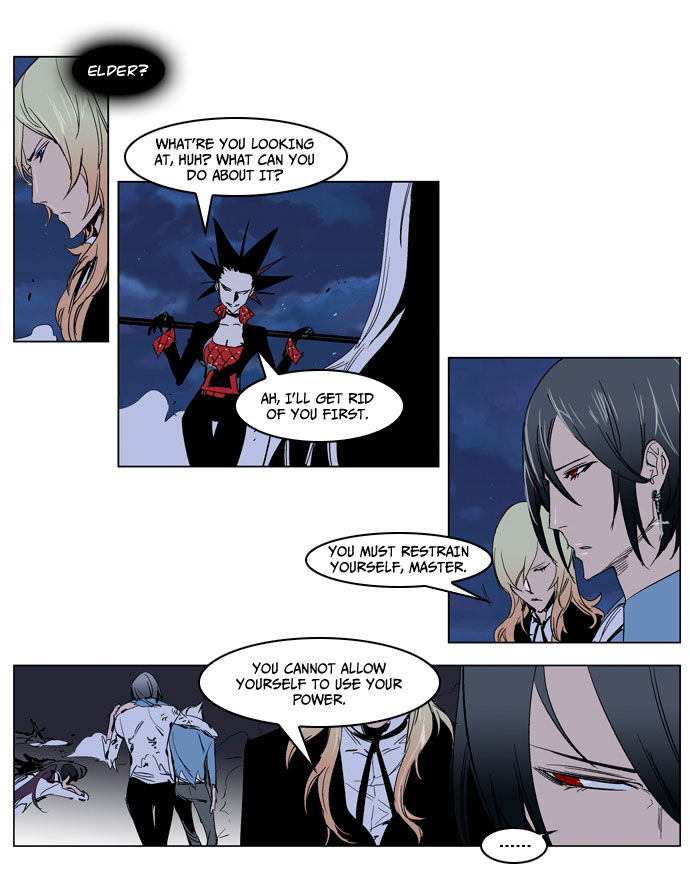 ELDER?
WHAT'RE YOU LOOKING
AT, HUH? WHAT CAN YOU
DO ABOUT IT?
AH, I'LL GET RID
OF YOU FIRST.
YOU MUST RESTRAIN
YOURSELF, MASTER.
YOU CANNOT ALLOW
YOURSELF TO USE YOUR
POWER.
......